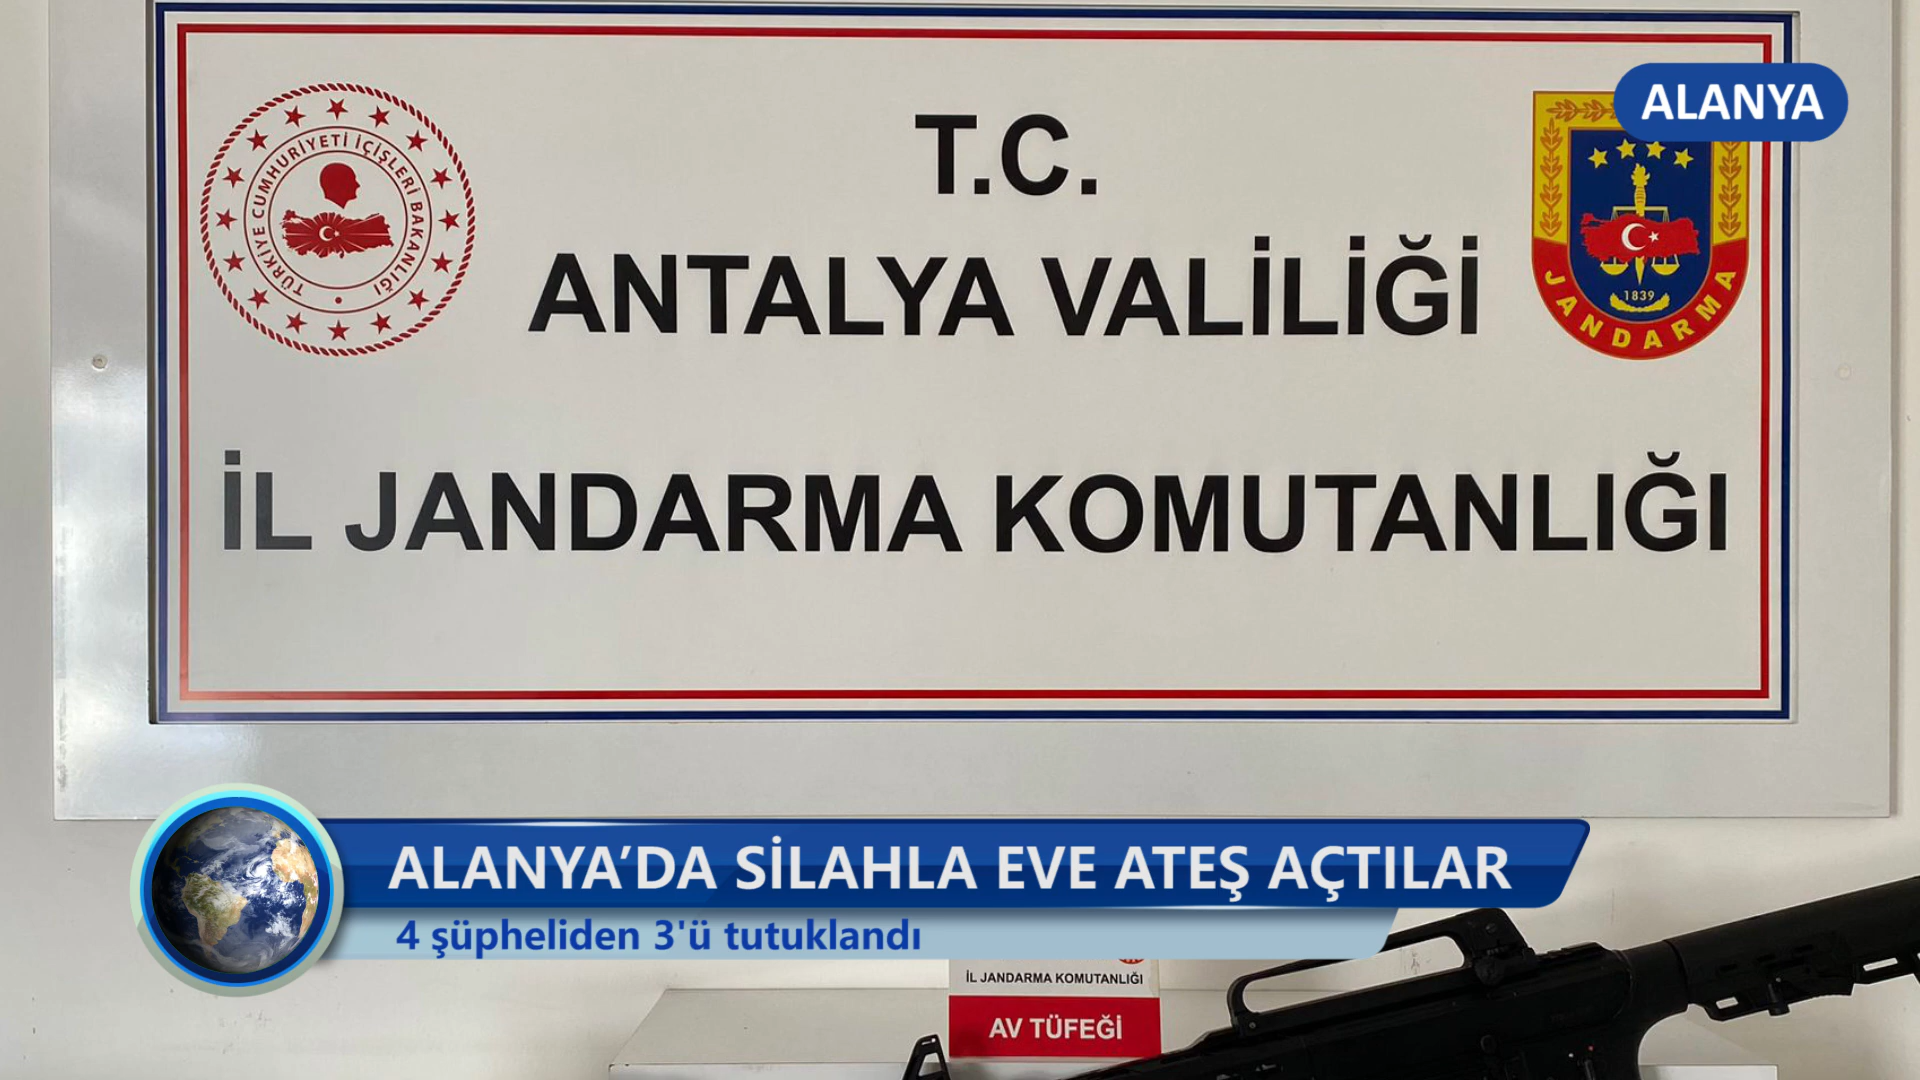 ALANYA
T.C.
ANTALYA VALİLİĞİ
İL JANDARMA KOMUTANLIĞI
TÜRKİYE CUMHURİYETİ İÇİŞLERİ BAKANLIĞI
1839
JANDARMA
ALANYA’DA SİLAHLA EVE ATEŞ AÇTILAR
4 şüpheliden 3'ü tutuklandı
İL JANDARMA KOMUTANLIĞI
AV TÜFEĞİ